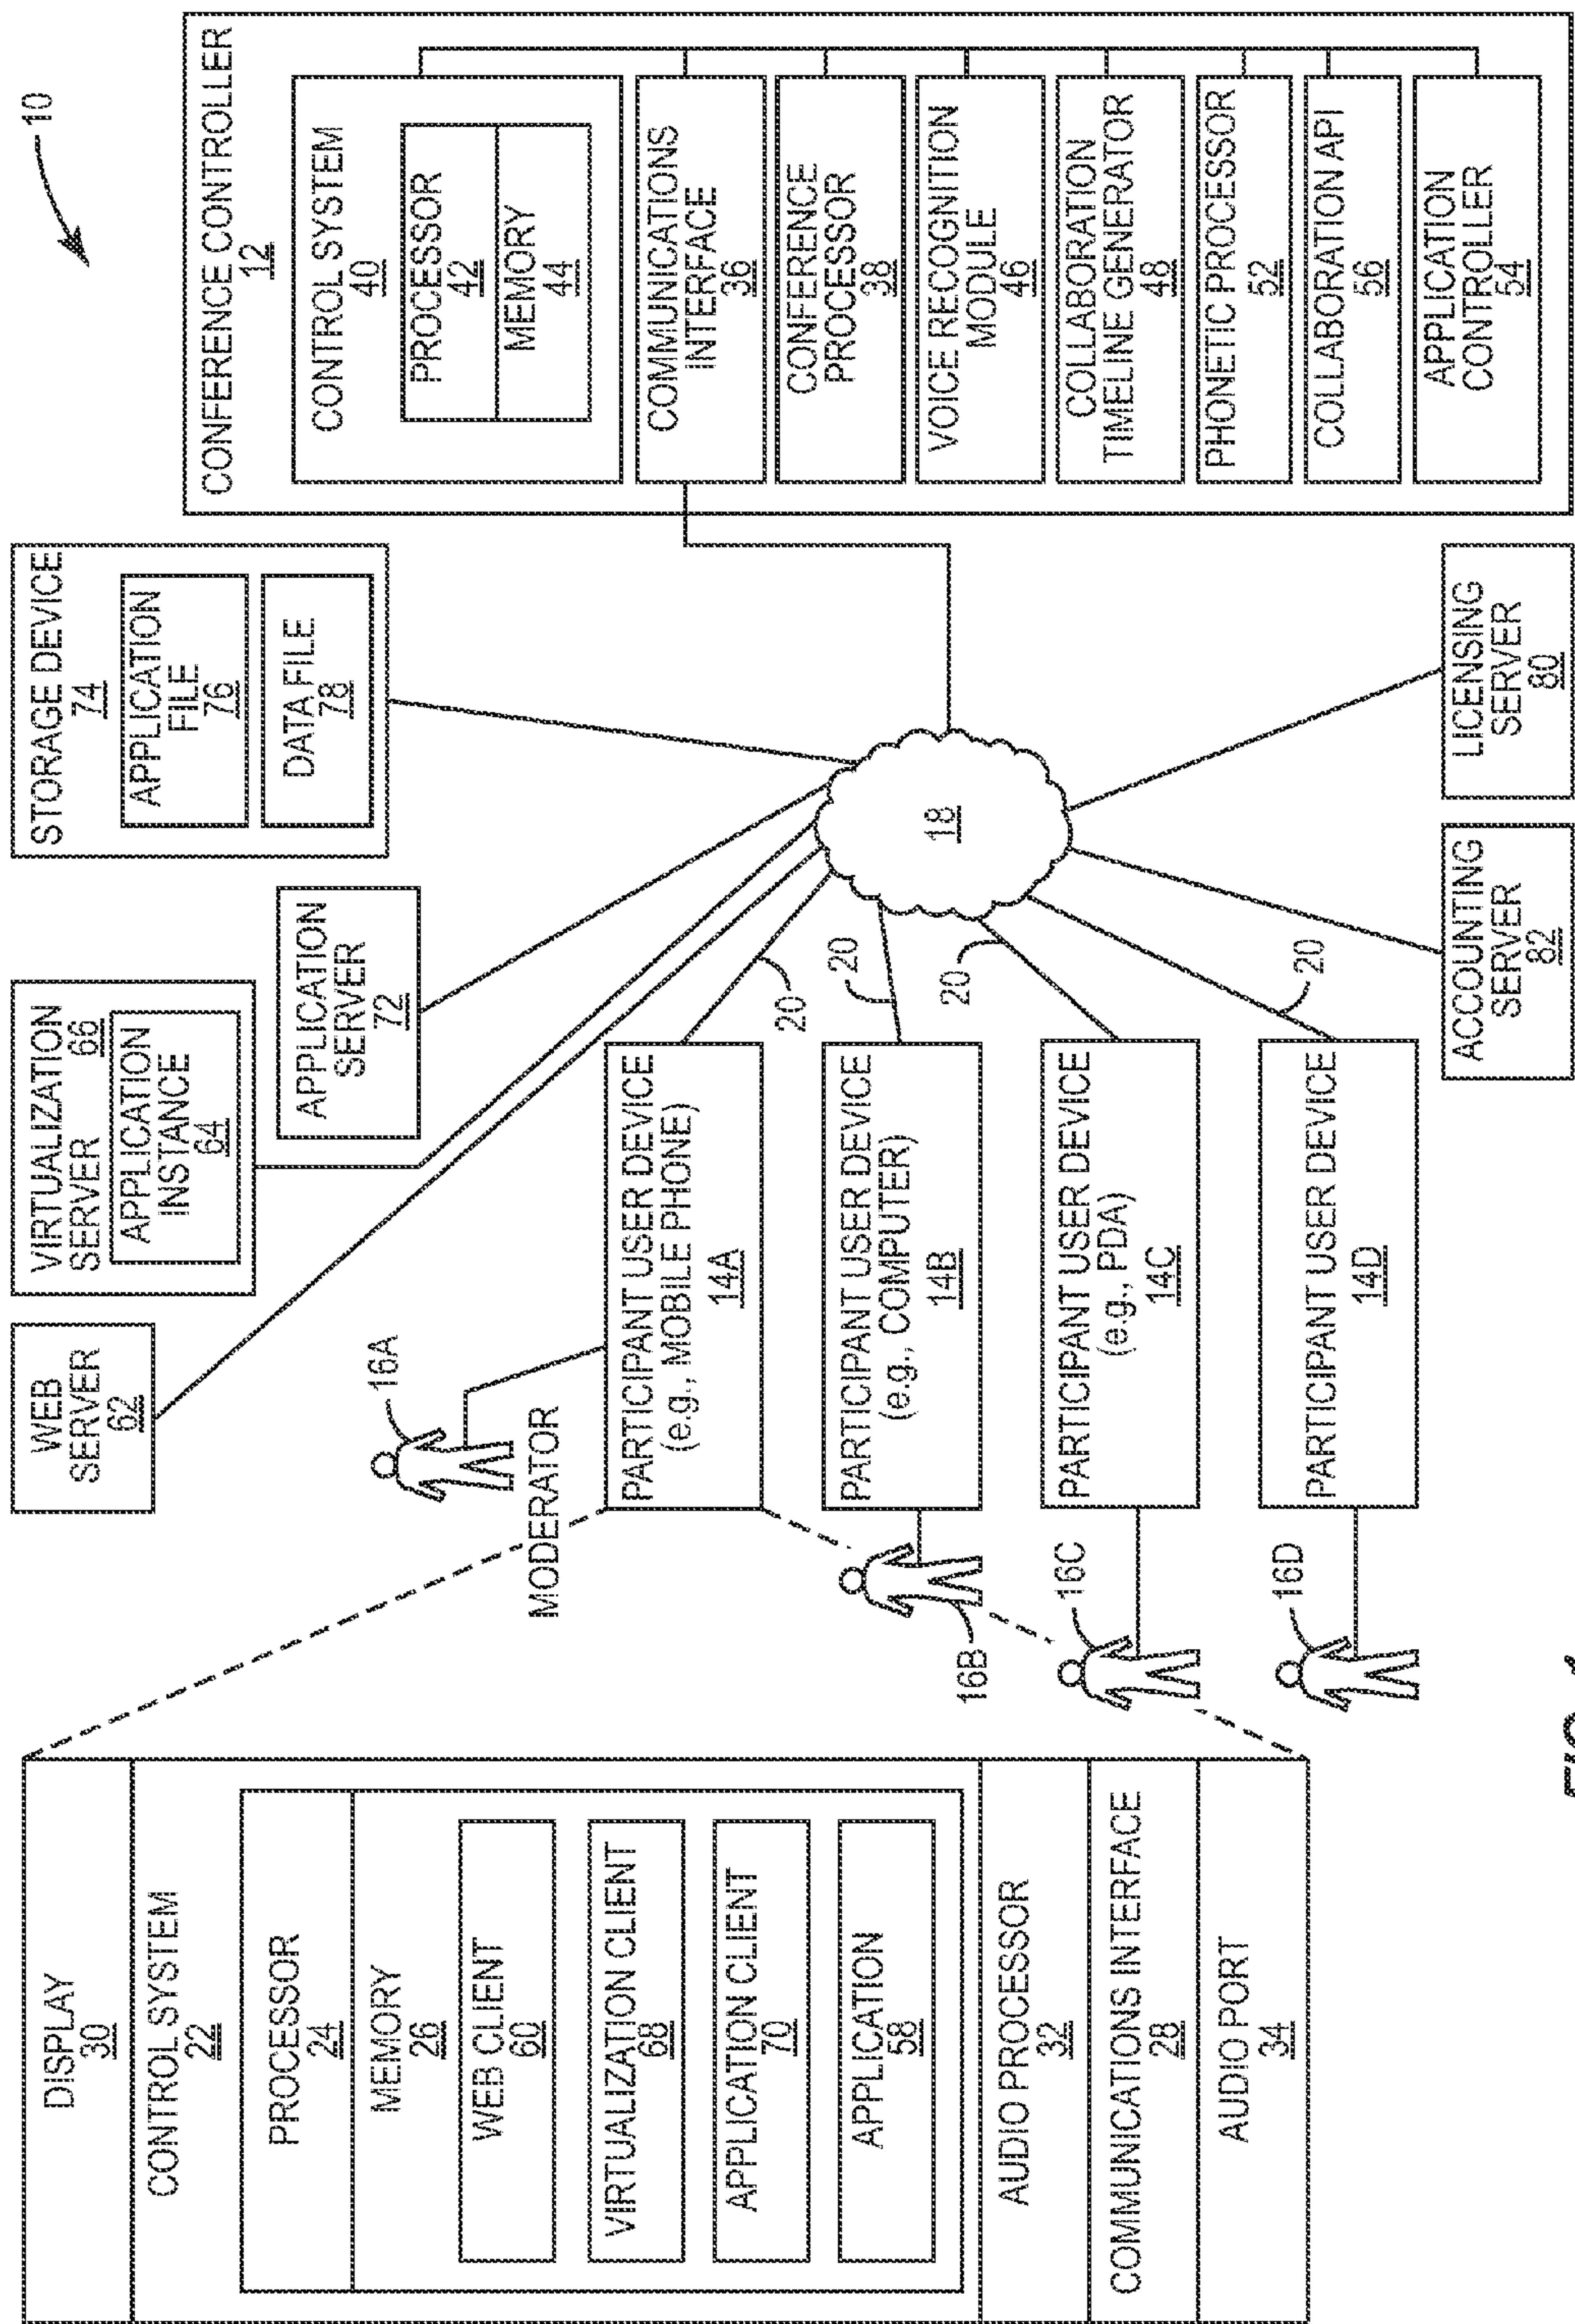 10
CONFERENCE CONTROLLER
12
CONTROL SYSTEM
40
PROCESSOR
42
MEMORY
44
COMMUNICATIONS
INTERFACE
36
CONFERENCE
PROCESSOR
38
VOICE RECOGNITION
MODULE
46
COLLABORATION
TIMELINE GENERATOR
48
PHONETIC PROCESSOR
52
COLLABORATION API
56
APPLICATION
CONTROLLER
54
STORAGE DEVICE
74
APPLICATION
FILE
76
DATA FILE
78
VIRTUALIZATION
SERVER 66
APPLICATION
INSTANCE
64
APPLICATION
SERVER
72
WEB
SERVER
62
18
LICENSING
SERVER
80
ACCOUNTING
SERVER
82
20
20
20
20
16A
MODERATOR
PARTICIPANT USER DEVICE
(e.g., MOBILE PHONE)
14A
PARTICIPANT USER DEVICE
(e.g., COMPUTER)
14B
PARTICIPANT USER DEVICE
(e.g., PDA)
14C
PARTICIPANT USER DEVICE
14D
16B
16C
16D
DISPLAY
30
CONTROL SYSTEM
22
PROCESSOR
24
MEMORY
26
WEB CLIENT
60
VIRTUALIZATION CLIENT
68
APPLICATION CLIENT
70
APPLICATION
58
AUDIO PROCESSOR
32
COMMUNICATIONS INTERFACE
28
AUDIO PORT
34